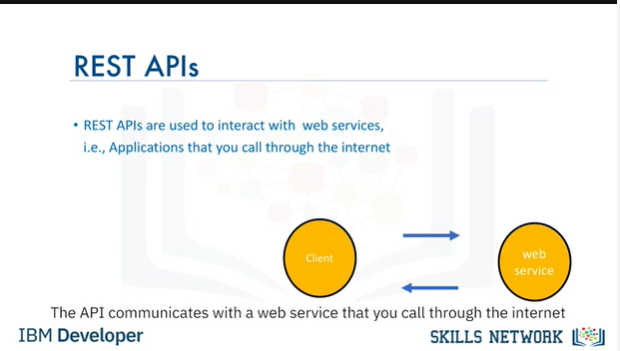 REST APIs
• REST APIs are used to interact with web services,
i.e., Applications that you call through the internet
Client
web
service
The API communicates with a web service that you call through the internet
IBM Developer
SKILLS NETWORK